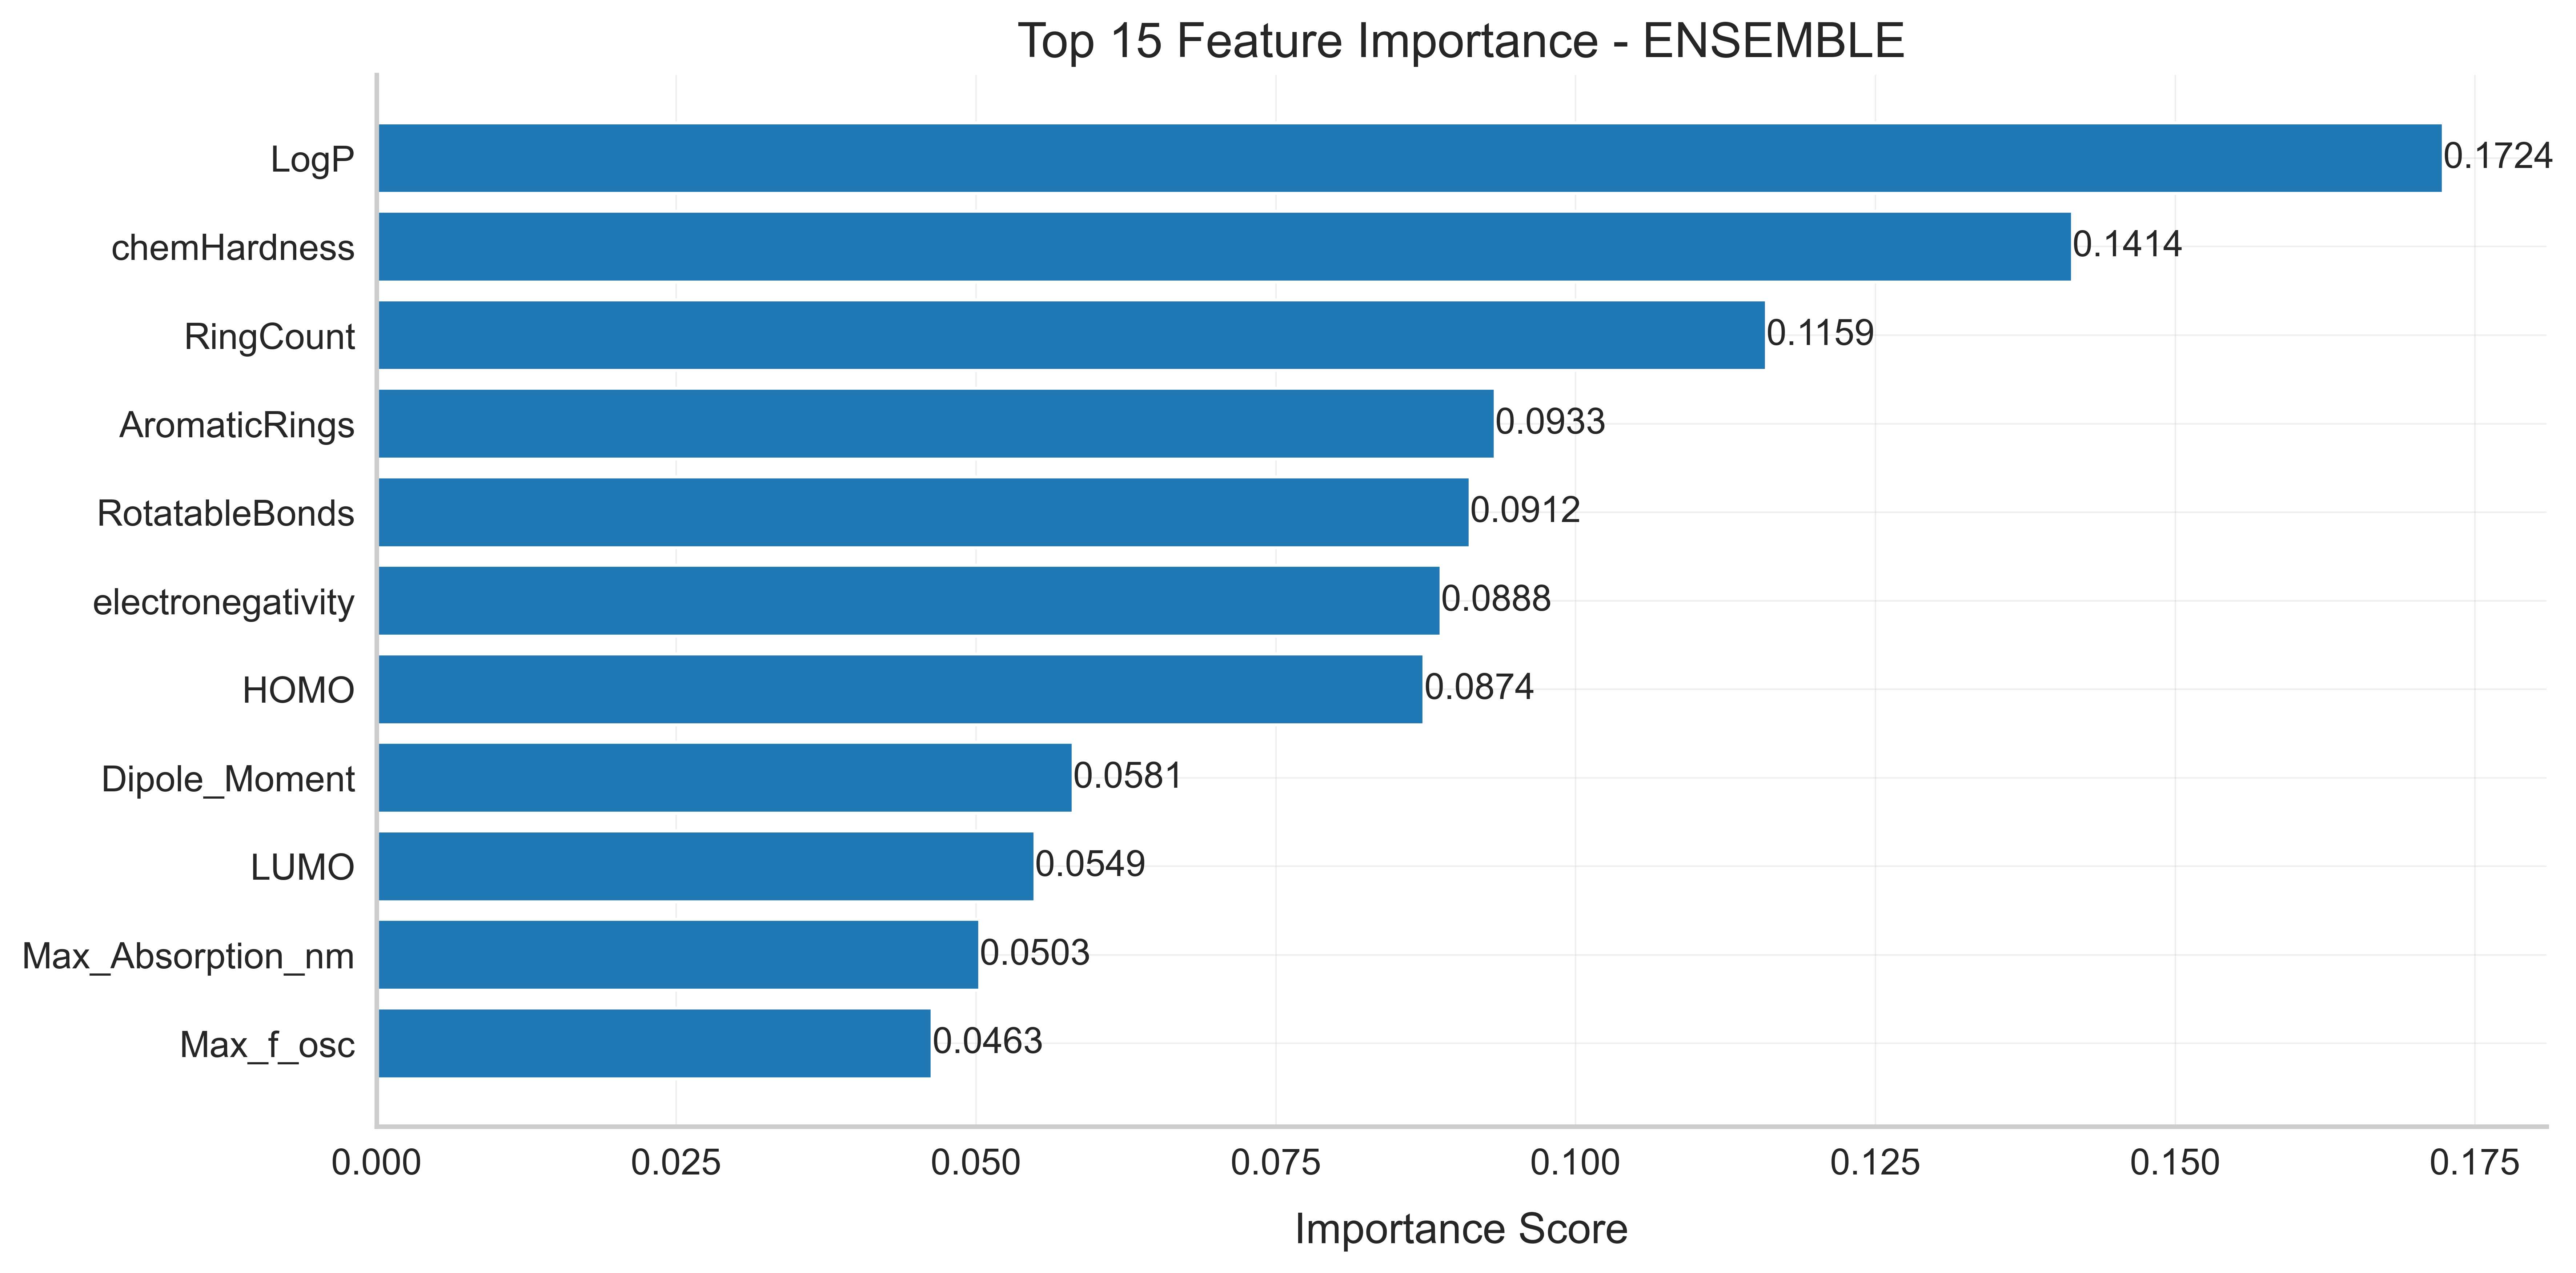 Top 15 Feature Importance - ENSEMBLE
LogP 0.1724
chemHardness 0.1414
RingCount 0.1159
AromaticRings 0.0933
RotatableBonds 0.0912
electronegativity 0.0888
HOMO 0.0874
Dipole_Moment 0.0581
LUMO 0.0549
Max_Absorption_nm 0.0503
Max_f_osc 0.0463
0.000 0.025 0.050 0.075 0.100 0.125 0.150 0.175
Importance Score